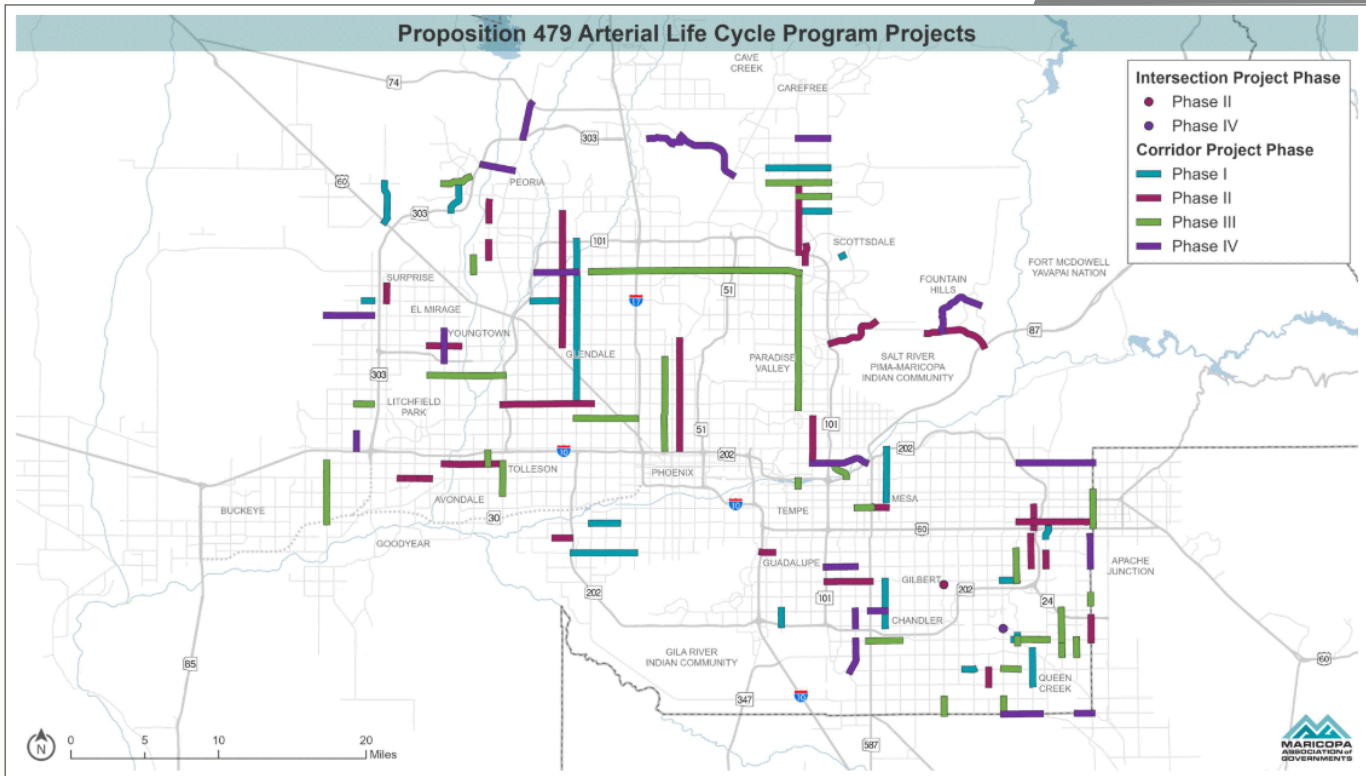 Proposition 479 Arterial Life Cycle Program Projects
Intersection Project Phase
Phase II
Phase IV
Corridor Project Phase
Phase I
Phase II
Phase III
Phase IV
CAVE
CREEK
CAREFREE
74
303
60
PEORIA
303
101
SCOTTSDALE
FORT MCDOWELL
YAVAPAI NATION
FOUNTAIN
HILLS
SURPRISE
51
17
EL MIRAGE
87
YOUNGTOWN
GLENDALE
PARADISE
VALLEY
SALT RIVER
PIMA-MARICOPA
INDIAN COMMUNITY
303
LITCHFIELD
PARK
51
101
202
10
202
TOLLESON
PHOENIX
MESA
AVONDALE
BUCKEYE
10
TEMPE
30
60
GOODYEAR
GUADALUPE
APACHE
JUNCTION
GILBERT
202
101
202
24
CHANDLER
GILA RIVER
INDIAN COMMUNITY
85
60
QUEEN
CREEK
347
10
587
N
0
5
10
20
Miles
MARICOPA
ASSOCIATION of
GOVERNMENTS